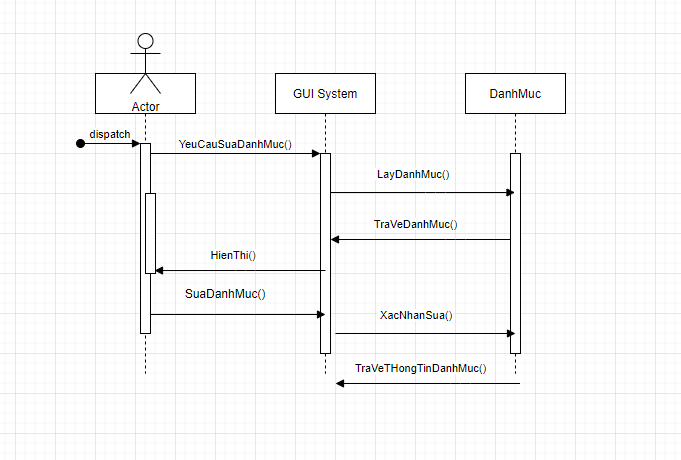 Actor
GUI System
DanhMuc
dispatch
YeuCauSuaDanhMuc()
LayDanhMuc()
TraVeDanhMuc()
HienThi()
SuaDanhMuc()
XacNhanSua()
TraVeTHongTinDanhMuc()